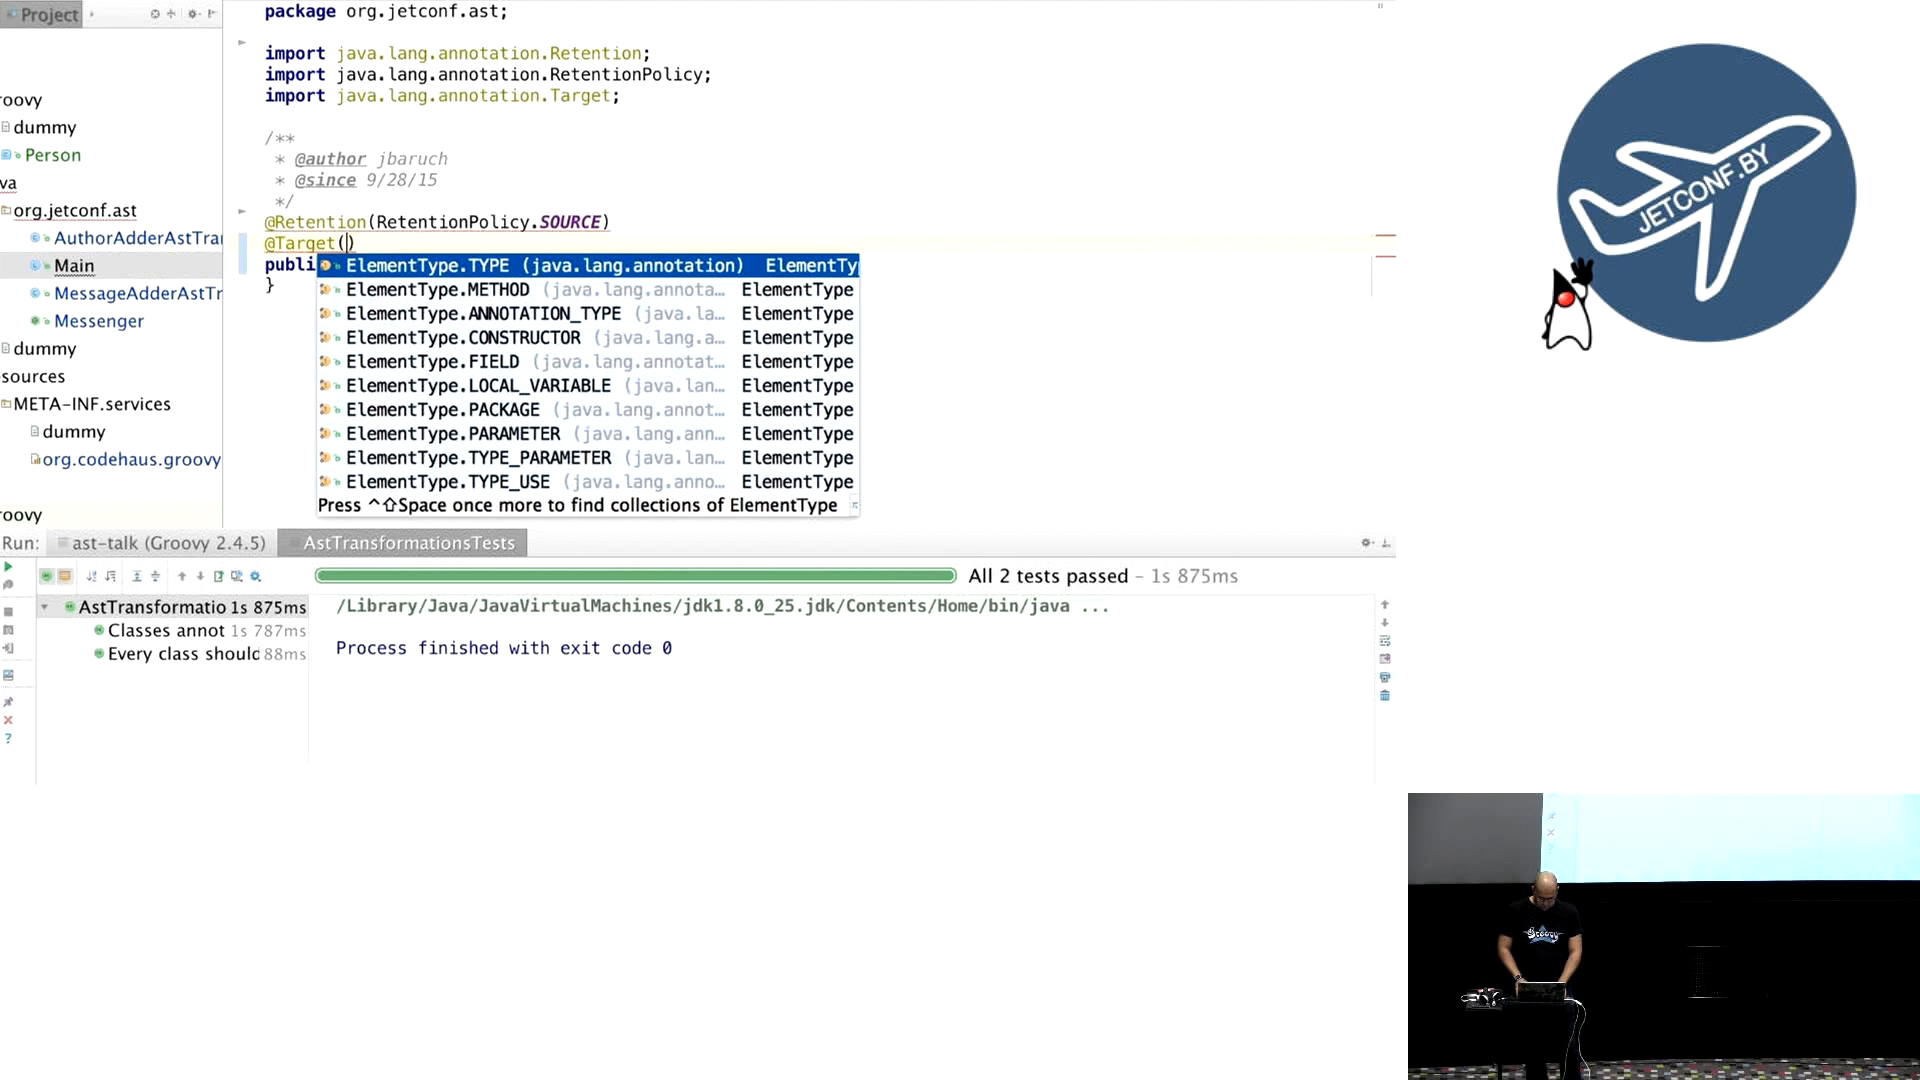 Project
package org.jetconf.ast;
import java.lang.annotation.Retention;
import java.lang.annotation.RetentionPolicy;
import java.lang.annotation.Target;
/**
* @author jbaruch
* @since 9/28/15
*/
@Retention(RetentionPolicy.SOURCE)
@Target()
publi
}
ElementType.TYPE (java.lang.annotation) ElementTy
ElementType.METHOD (java.lang.annota… ElementType
ElementType.ANNOTATION_TYPE (java.la… ElementType
ElementType.CONSTRUCTOR (java.lang.a… ElementType
ElementType.FIELD (java.lang.annotat… ElementType
ElementType.LOCAL_VARIABLE (java.lan… ElementType
ElementType.PACKAGE (java.lang.annot… ElementType
ElementType.PARAMETER (java.lang.ann… ElementType
ElementType.TYPE_PARAMETER (java.lan… ElementType
ElementType.TYPE_USE (java.lang.anno… ElementType
Press ^⇧Space once more to find collections of ElementType
roovy
dummy
Person
va
org.jetconf.ast
AuthorAdderAstTra
Main
MessageAdderAstTr
Messenger
dummy
sources
META-INF.services
dummy
org.codehaus.groovy
roovy
Run: ast-talk (Groovy 2.4.5) AstTransformationsTests
All 2 tests passed – 1s 875ms
AstTransformatio 1s 875ms
Classes annot 1s 787ms
Every class should 88ms
/Library/Java/JavaVirtualMachines/jdk1.8.0_25.jdk/Contents/Home/bin/java ...
Process finished with exit code 0
JETCONF.BY
Groovy